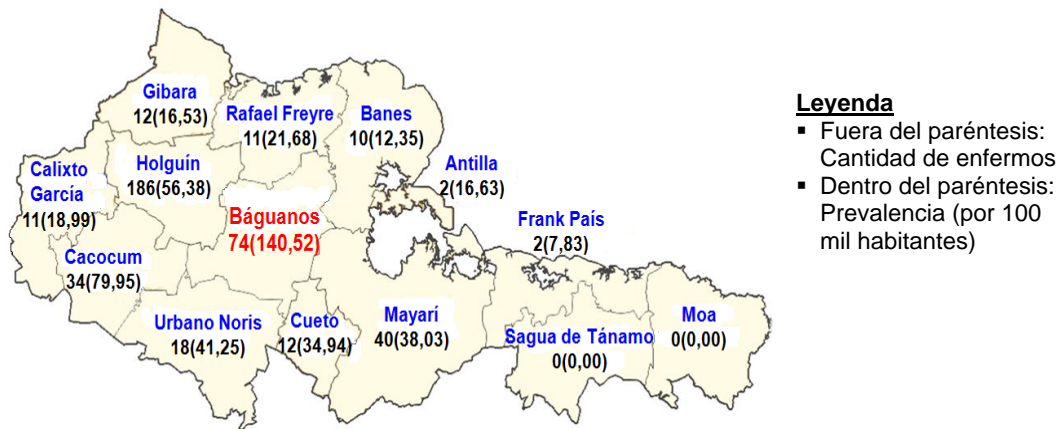 Gibara
12(16,53)
Rafael Freyre
11(21,68)
Banes
10(12,35)
Calixto
García
11(18,99)
Holguín
186(56,38)
Antilla
2(16,63)
Báguanos
74(140,52)
Frank País
2(7,83)
Cacocum
34(79,95)
Urbano Noris
18(41,25)
Cueto
12(34,94)
Mayarí
40(38,03)
Sagua de Tánamo
0(0,00)
Moa
0(0,00)
Leyenda
▪ Fuera del paréntesis:
Cantidad de enfermos
▪ Dentro del paréntesis:
Prevalencia (por 100
mil habitantes)